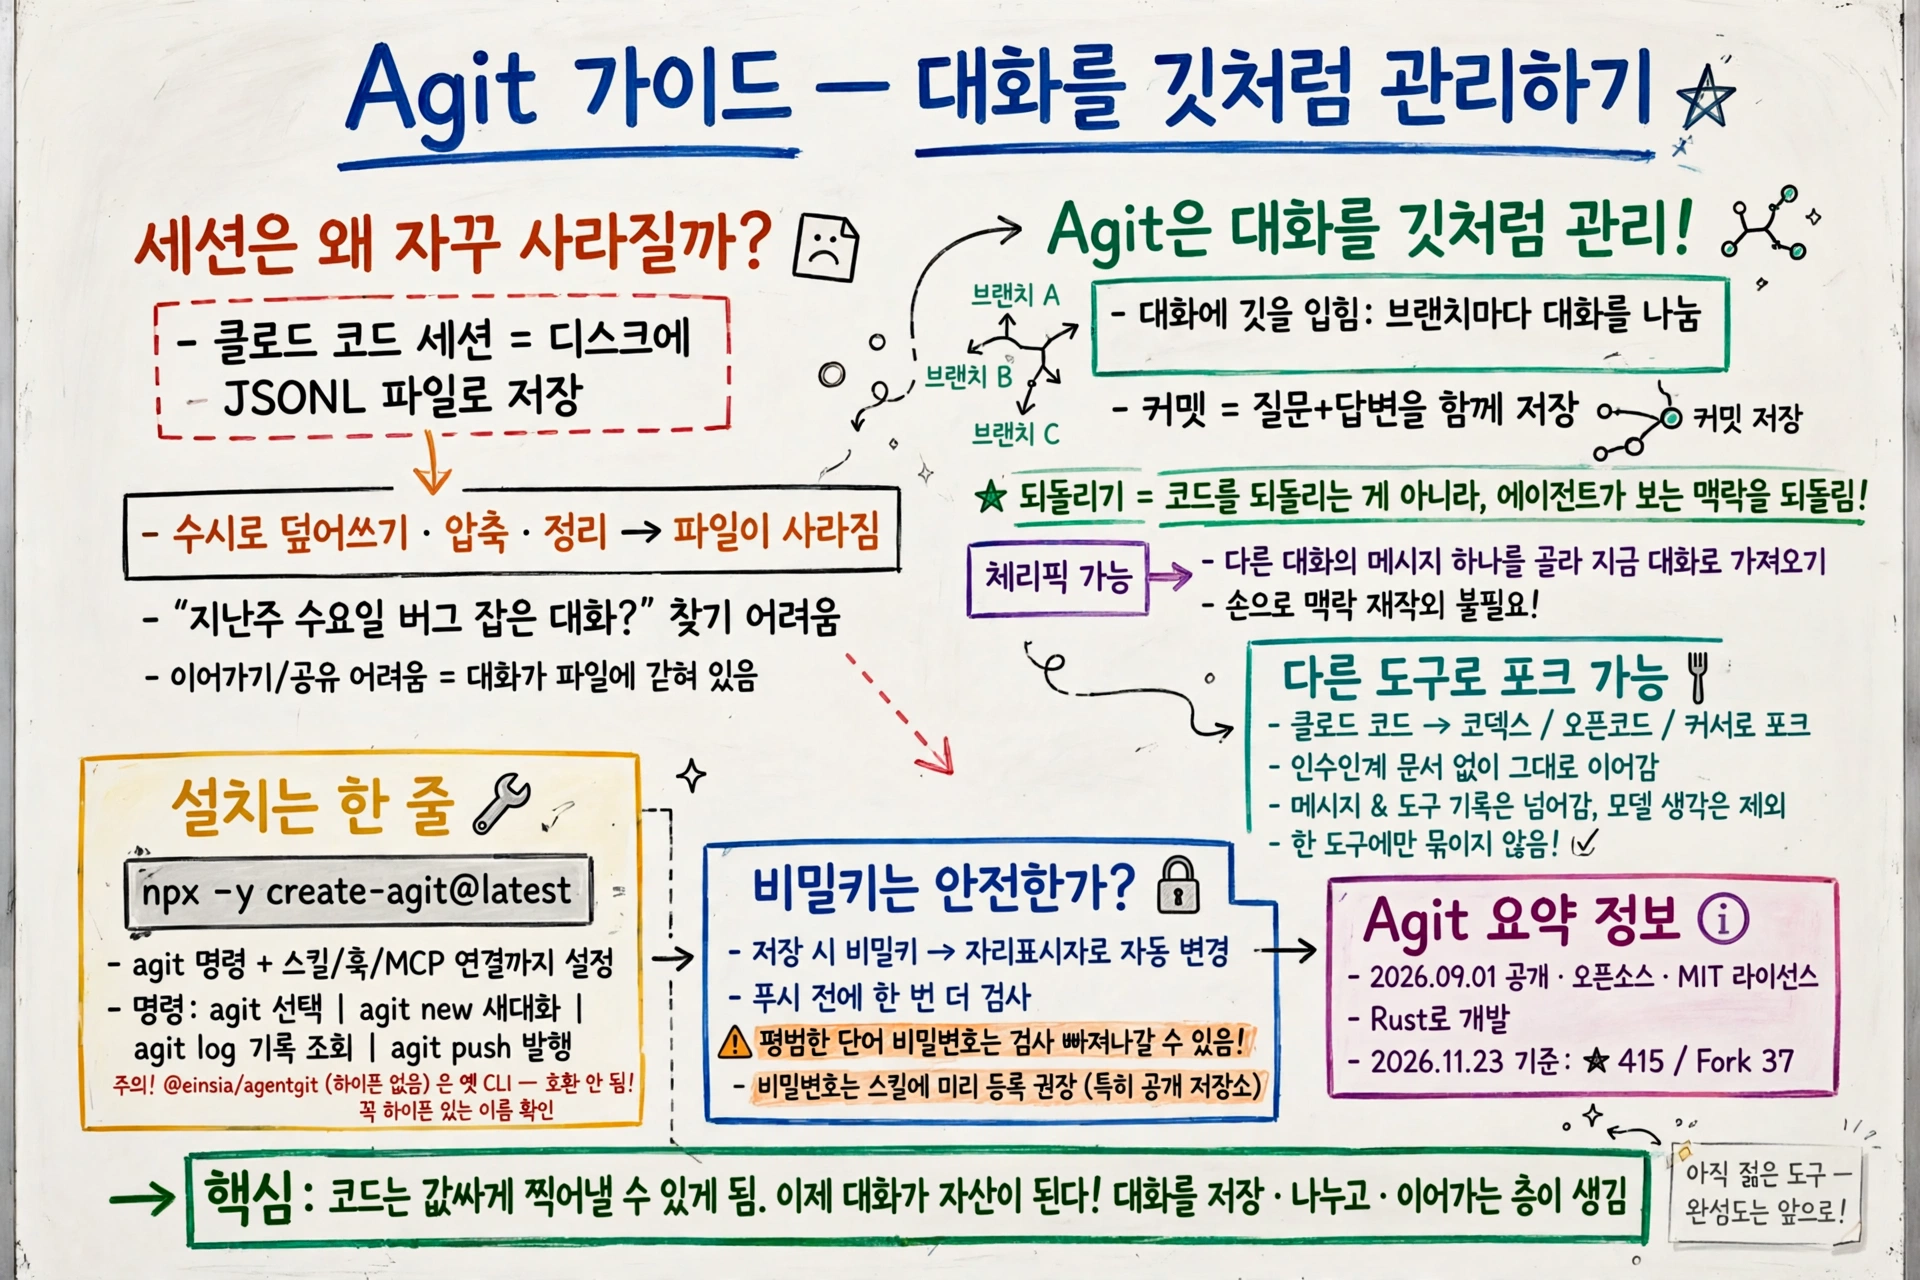 Agit 가이드 — 대화를 깃처럼 관리하기
세션은 왜 자꾸 사라질까?
- 클로드 코드 세션 = 디스크에
- JSONL 파일로 저장
- 수시로 덮어쓰기 · 압축 · 정리 → 파일이 사라짐
- “지난주 수요일 버그 잡은 대화?” 찾기 어려움
- 이어가기/공유 어려움 = 대화가 파일에 갇혀 있음
Agit은 대화를 깃처럼 관리!
브랜치 A
브랜치 B
브랜치 C
- 대화에 깃을 입힘: 브랜치마다 대화를 나눔
- 커밋 = 질문+답변을 함께 저장
커밋 저장
★ 되돌리기 = 코드를 되돌리는 게 아니라, 에이전트가 보는 맥락을 되돌림!
체리픽 가능
- 다른 대화의 메시지 하나를 골라 지금 대화로 가져오기
- 손으로 맥락 재작외 불필요!
다른 도구로 포크 가능
- 클로드 코드 → 코덱스 / 오픈코드 / 커서로 포크
- 인수인계 문서 없이 그대로 이어감
- 메시지 & 도구 기록은 넘어감, 모델 생각은 제외
- 한 도구에만 묶이지 않음!
설치는 한 줄
npx -y create-agit@latest
- agit 명령 + 스킬/훅/MCP 연결까지 설정
- 명령: agit 선택 | agit new 새대화 |
agit log 기록 조회 | agit push 발행
주의! @einsia/agentgit (하이픈 없음) 은 옛 CLI — 호환 안 됨!
꼭 하이픈 있는 이름 확인
비밀키는 안전한가?
- 저장 시 비밀키 → 자리표시자로 자동 변경
- 푸시 전에 한 번 더 검사
⚠ 평범한 단어 비밀변호는 검사 빠져나갈 수 있음!
- 비밀변호는 스킬에 미리 등록 권장 (특히 공개 저장소)
Agit 요약 정보
- 2026.09.01 공개 · 오픈소스 · MIT 라이선스
- Rust로 개발
- 2026.11.23 기준: ★ 415 / Fork 37
→ 핵심: 코드는 값싸게 찍어낼 수 있게 됨. 이제 대화가 자산이 된다! 대화를 저장 · 나누고 · 이어가는 층이 생김
아직 젊은 도구 —
완성도는 앞으로!